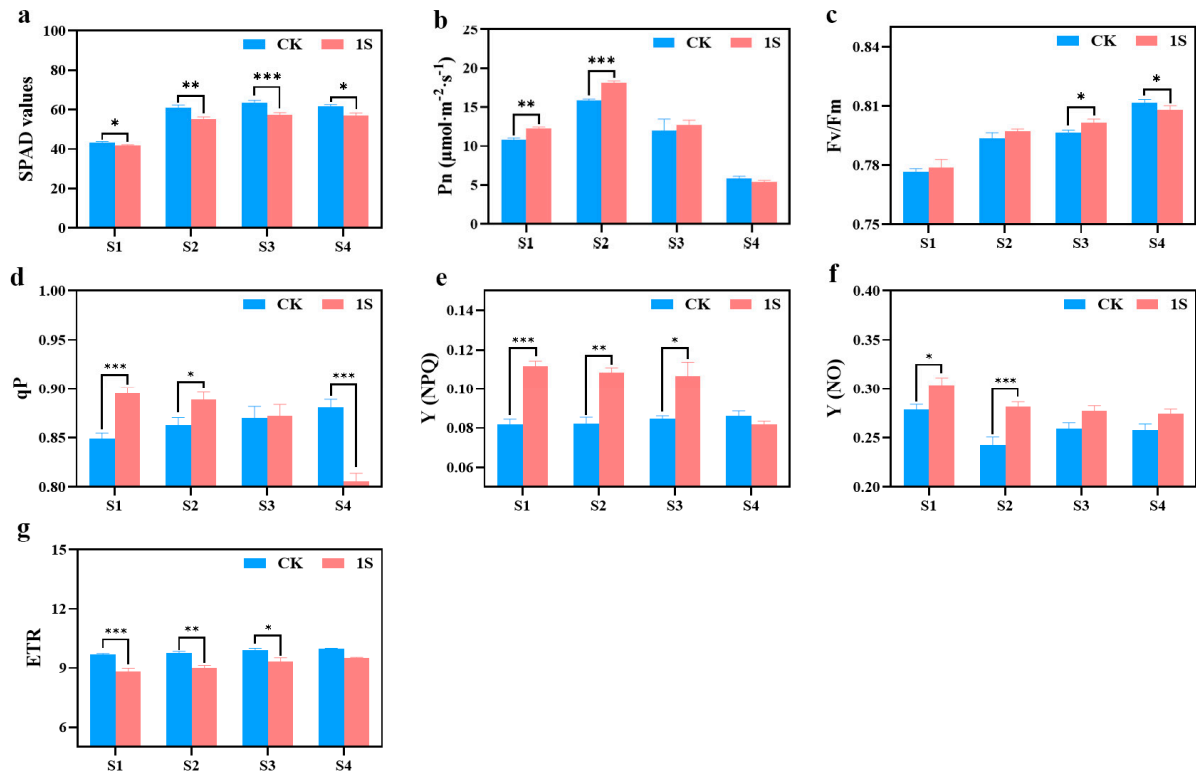 a
100
80
60
40
20
0
SPAD values
CK 1S
* ** *** *
S1 S2 S3 S4
b
25
20
15
10
5
0
Pn (μmol·m⁻²·s⁻¹)
CK 1S
** ***
S1 S2 S3 S4
c
0.84
0.81
0.78
0.75
Fv/Fm
CK 1S
* *
S1 S2 S3 S4
d
1.00
0.95
0.90
0.85
0.80
qP
CK 1S
*** * ***
S1 S2 S3 S4
e
0.14
0.12
0.10
0.08
0.06
Y (NPQ)
CK 1S
*** ** *
S1 S2 S3 S4
f
0.40
0.35
0.30
0.25
0.20
Y (NO)
CK 1S
* ***
S1 S2 S3 S4
g
15
12
9
6
ETR
CK 1S
*** ** *
S1 S2 S3 S4